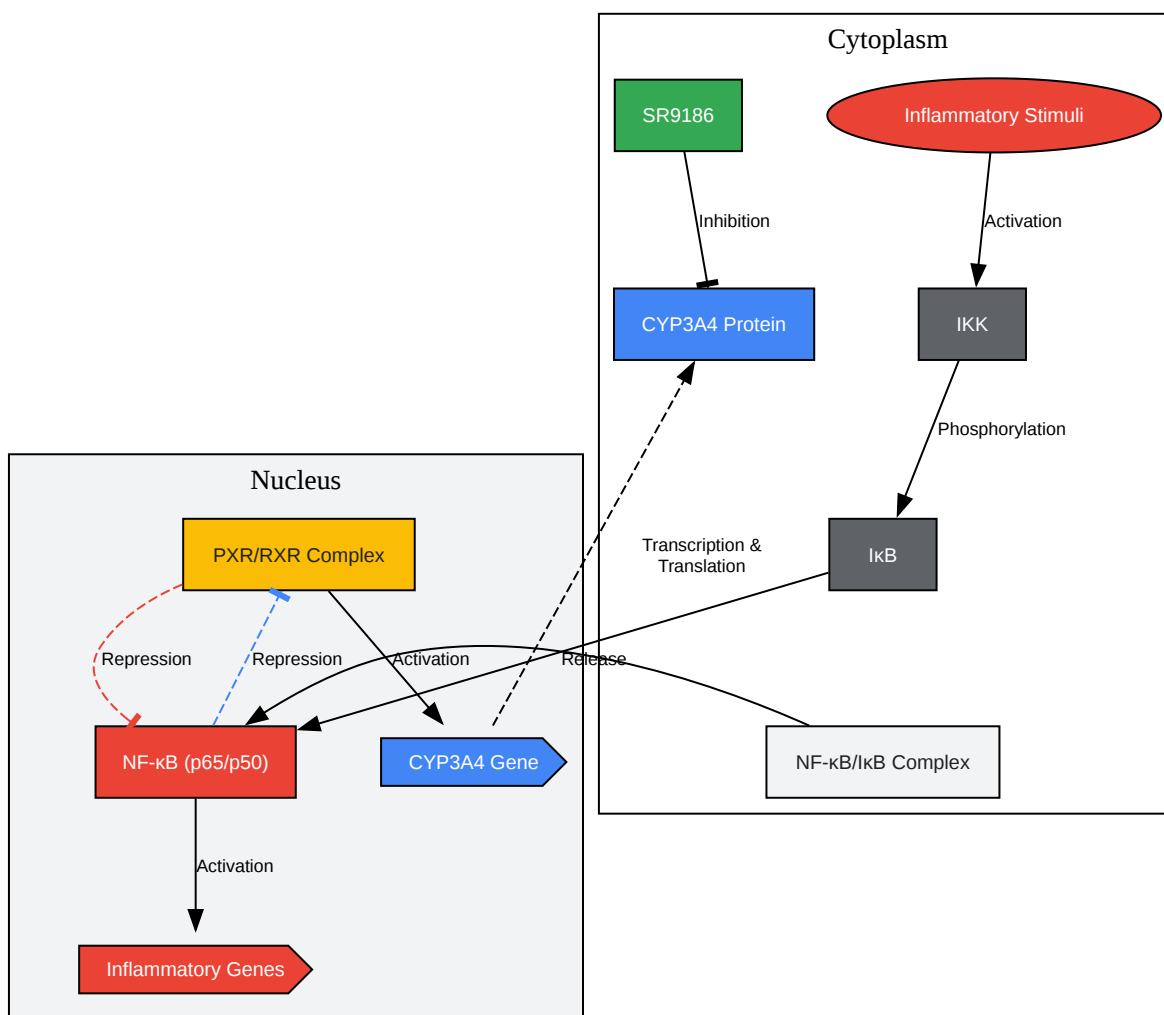 Cytoplasm
SR9186
Inflammatory Stimuli
Inhibition
Activation
CYP3A4 Protein
IKK
Phosphorylation
Nucleus
PXR/RXR Complex
Transcription &
Translation
IκB
Repression
Repression
Activation
Release
NF-κB (p65/p50)
CYP3A4 Gene
NF-κB/IκB Complex
Activation
Inflammatory Genes